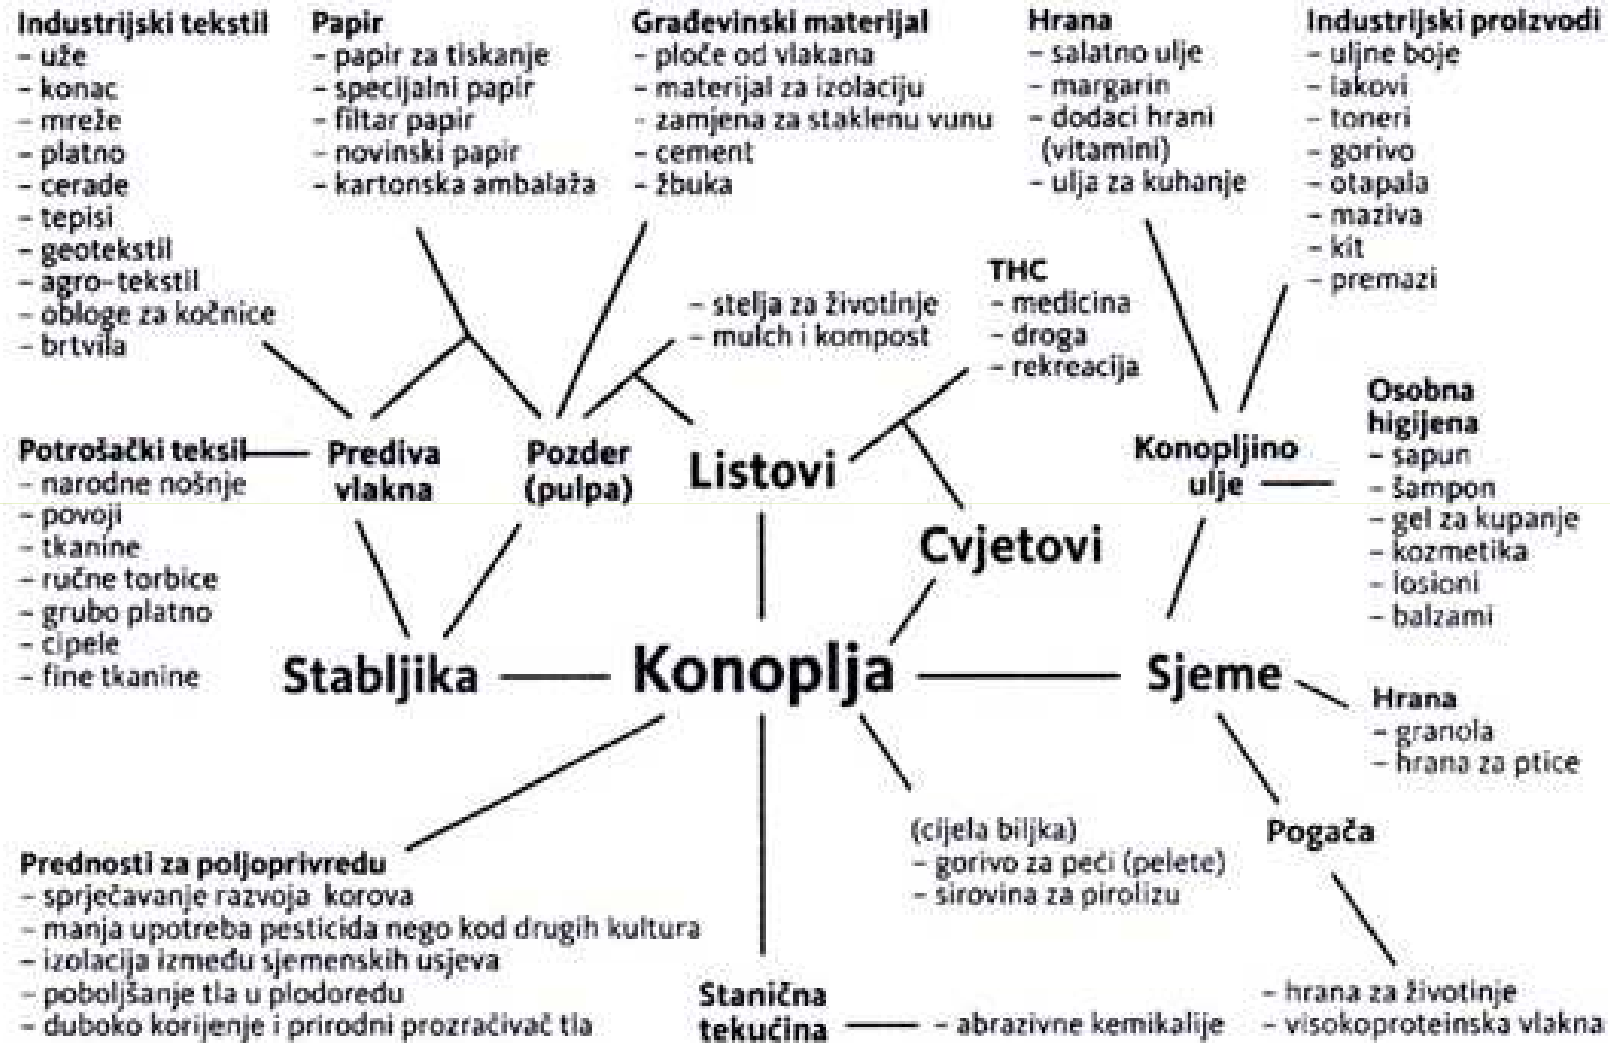 Industrijski tekstil
– uže
– konac
– mreže
– platno
– cerade
– tepisi
– geotekstil
– agro-tekstil
– obloge za kočnice
– brtvila
Papir
– papir za tiskanje
– specijalni papir
– filtar papir
– novinski papir
– kartonska ambalaža
Građevinski materijal
– ploče od vlakana
– materijal za izolaciju
– zamjena za staklenu vunu
– cement
– žbuka
Hrana
– salatno ulje
– margarin
– dodaci hrani
(vitamini)
– ulja za kuhanje
Industrijski proizvodi
– uljne boje
– lakovi
– toneri
– gorivo
– otapala
– maziva
– kit
– premazi
– stelja za životinje
– mulch i kompost
THC
– medicina
– droga
– rekreacija
Potrošački teksil
– narodne nošnje
– povoji
– tkanine
– ručne torbice
– grubo platno
– cipele
– fine tkanine
Prediva
vlakna
Pozder
(pulpa)
Listovi
Cvjetovi
Konopljino
ulje
Osobna
higijena
– sapun
– šampon
– gel za kupanje
– kozmetika
– losioni
– balzami
Stabljika
Konoplja
Sjeme
Hrana
– granola
– hrana za ptice
Prednosti za poljoprivredu
– sprječavanje razvoja korova
– manja upotreba pesticida nego kod drugih kultura
– izolacija između sjemenskih usjeva
– poboljšanje tla u plodoredu
– duboko korijenje i prirodni prozračivač tla
Stanična
tekućina
– abrazivne kemikalije
(cijela biljka)
– gorivo za peći (pelete)
– sirovina za pirolizu
Pogača
– hrana za životinje
– visokoproteinska vlakna